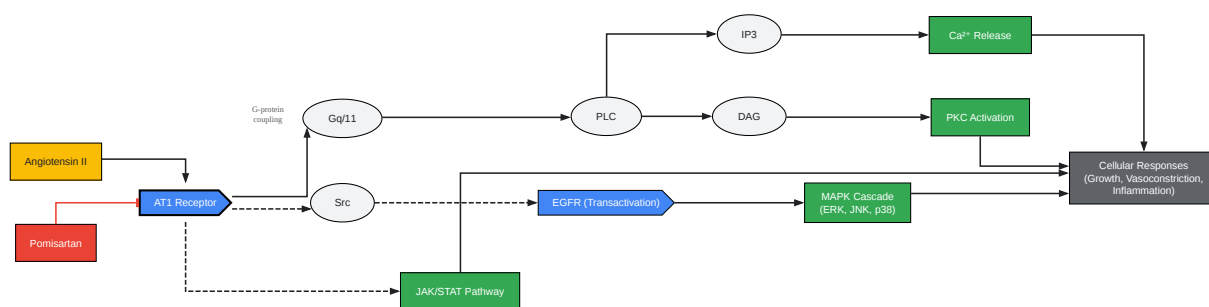 IP3
Ca²⁺ Release
G-protein
coupling
Gq/11
PLC
DAG
PKC Activation
Angiotensin II
Cellular Responses
(Growth, Vasoconstriction,
Inflammation)
AT1 Receptor
Src
EGFR (Transactivation)
MAPK Cascade
(ERK, JNK, p38)
Pomisartan
JAK/STAT Pathway